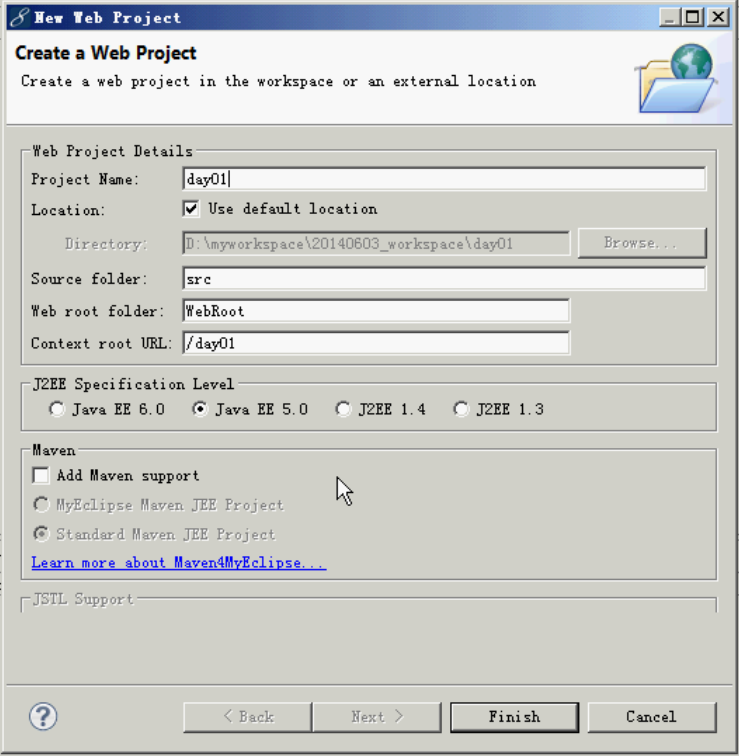 New Web Project
Create a Web Project
Create a web project in the workspace or an external location
Web Project Details
Project Name: day01
Location: Use default location
Directory: D:\myworkspace\20140603_workspace\day01 Browse...
Source folder: src
Web root folder: WebRoot
Context root URL: /day01
J2EE Specification Level
Java EE 6.0 Java EE 5.0 J2EE 1.4 J2EE 1.3
Maven
Add Maven support
MyEclipse Maven JEE Project
Standard Maven JEE Project
Learn more about Maven4MyEclipse...
JSTL Support
? < Back Next > Finish Cancel